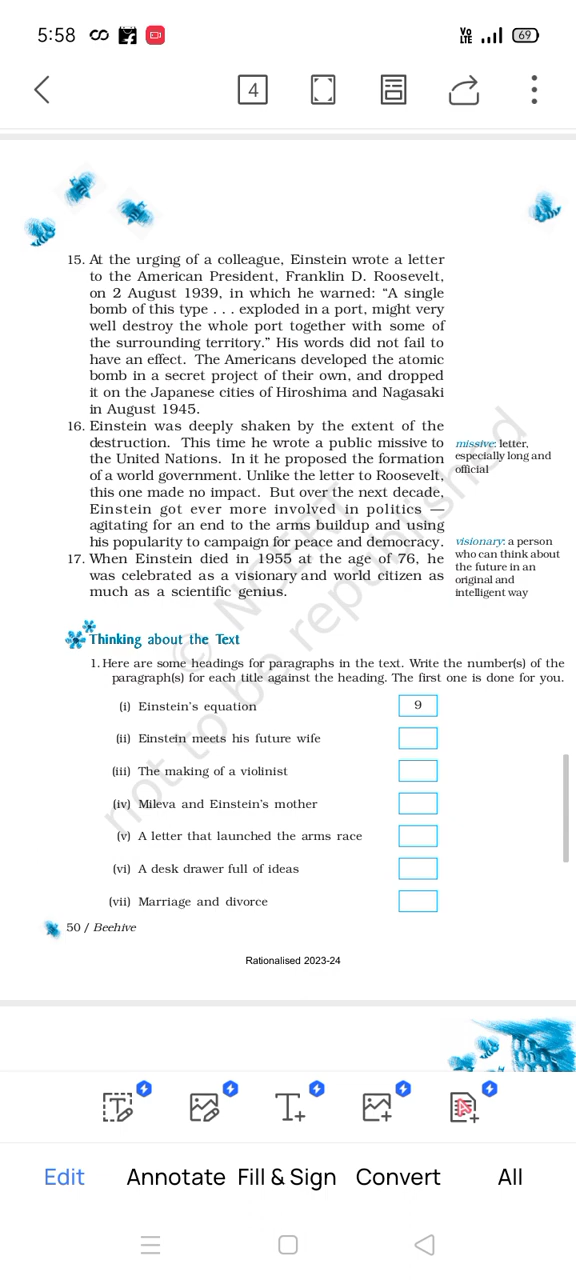 5:58
Vo
LTE
69
4
15. At the urging of a colleague, Einstein wrote a letter
to the American President, Franklin D. Roosevelt,
on 2 August 1939, in which he warned: “A single
bomb of this type . . . exploded in a port, might very
well destroy the whole port together with some of
the surrounding territory.” His words did not fail to
have an effect. The Americans developed the atomic
bomb in a secret project of their own, and dropped
it on the Japanese cities of Hiroshima and Nagasaki
in August 1945.
16. Einstein was deeply shaken by the extent of the
destruction. This time he wrote a public missive to
the United Nations. In it he proposed the formation
of a world government. Unlike the letter to Roosevelt,
this one made no impact. But over the next decade,
Einstein got ever more involved in politics —
agitating for an end to the arms buildup and using
his popularity to campaign for peace and democracy.
17. When Einstein died in 1955 at the age of 76, he
was celebrated as a visionary and world citizen as
much as a scientific genius.
missive: letter,
especially long and
official
visionary: a person
who can think about
the future in an
original and
intelligent way
© NCERT
not to be republished
Thinking about the Text
1. Here are some headings for paragraphs in the text. Write the number(s) of the
paragraph(s) for each title against the heading. The first one is done for you.
(i) Einstein's equation 9
(ii) Einstein meets his future wife
(iii) The making of a violinist
(iv) Mileva and Einstein's mother
(v) A letter that launched the arms race
(vi) A desk drawer full of ideas
(vii) Marriage and divorce
50 / Beehive
Rationalised 2023-24
Edit Annotate Fill & Sign Convert All